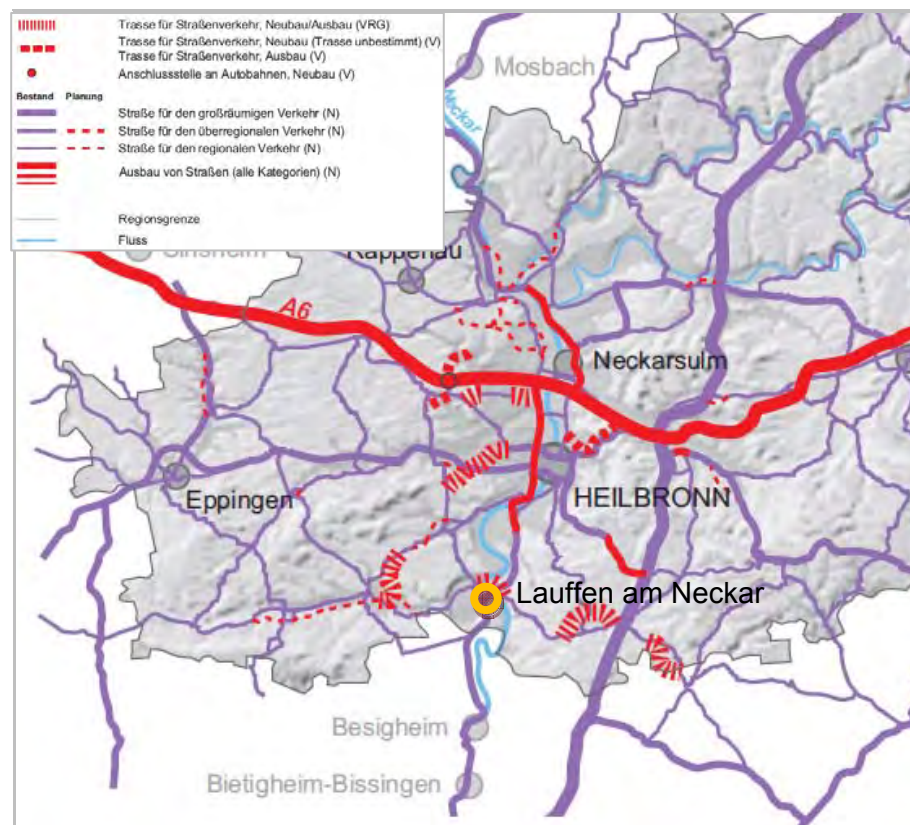 Trasse für Straßenverkehr, Neubau/Ausbau (VRG)
Trasse für Straßenverkehr, Neubau (Trasse unbestimmt) (V)
Trasse für Straßenverkehr, Ausbau (V)
Anschlussstelle an Autobahnen, Neubau (V)
Bestand Planung
Straße für den großräumigen Verkehr (N)
Straße für den überregionalen Verkehr (N)
Straße für den regionalen Verkehr (N)
Ausbau von Straßen (alle Kategorien) (N)
Regionsgrenze
Fluss
Mosbach
Neckar
Sinsheim
Rappenau
A6
Neckarsulm
Eppingen
HEILBRONN
Lauffen am Neckar
Besigheim
Bietigheim-Bissingen